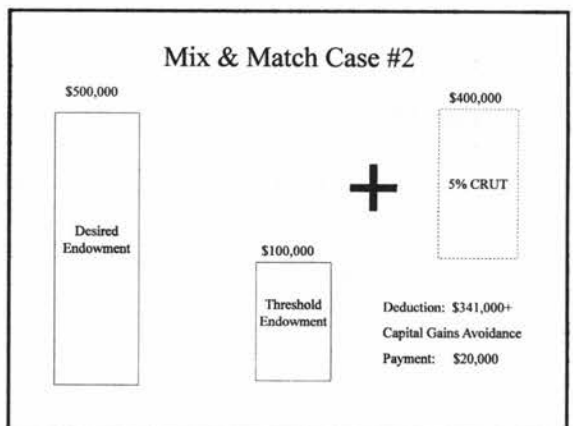 Mix & Match Case #2
$500,000
$400,000
5% CRUT
Desired
Endowment
$100,000
Threshold
Endowment
Deduction: $341,000+
Capital Gains Avoidance
Payment: $20,000